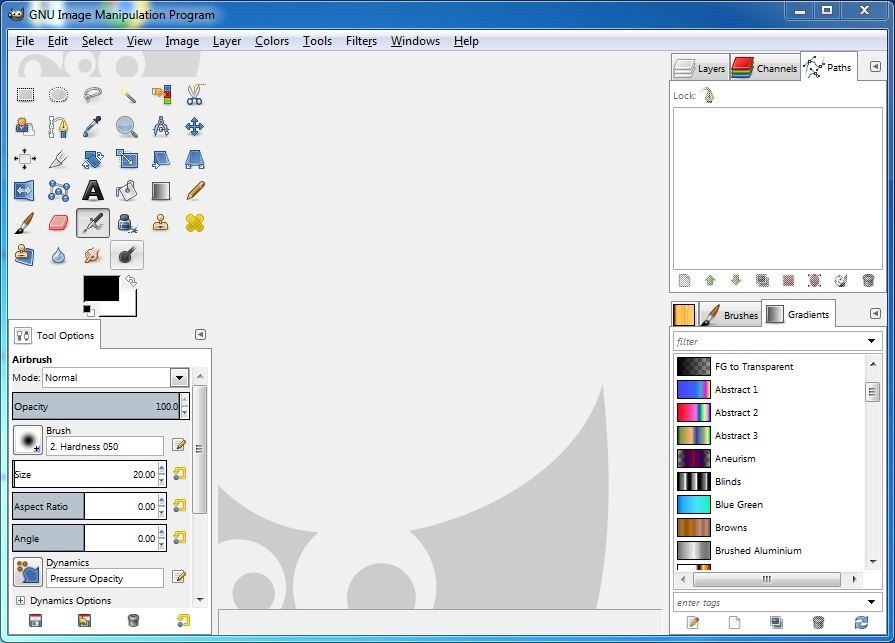 GNU Image Manipulation Program
File Edit Select View Image Layer Colors Tools Filters Windows Help
Layers Channels Paths
Lock:
Brushes Gradients
filter
FG to Transparent
Abstract 1
Abstract 2
Abstract 3
Aneurism
Blinds
Blue Green
Browns
Brushed Aluminium
enter tags
Tool Options
Airbrush
Mode: Normal
Opacity 100.0
Brush
2. Hardness 050
Size 20.00
Aspect Ratio 0.00
Angle 0.00
Dynamics
Pressure Opacity
Dynamics Options